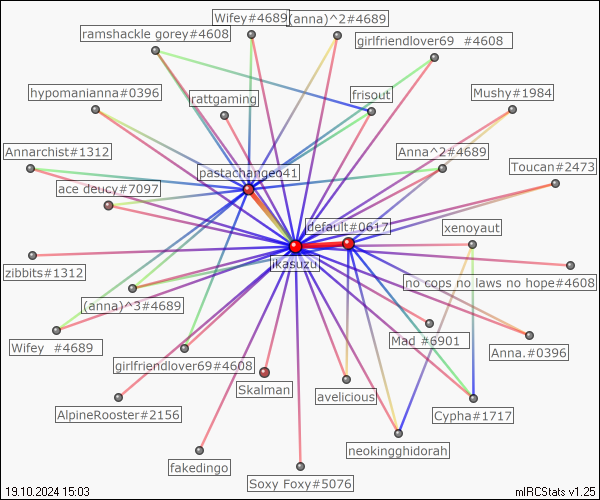 Wifey#4689
(anna)^2#4689
ramshackle gorey#4608
girlfriendlover69 #4608
hypomanianna#0396
rattgaming
frisout
Mushy#1984
Annarchist#1312
Anna^2#4689
pastachangeo41
Toucan#2473
ace deucy#7097
default#0617
xenoyaut
ikasuzu
zibbits#1312
no cops no laws no hope#4608
(anna)^3#4689
Mad #6901
Wifey #4689
Anna.#0396
girlfriendlover69#4608
Skalman
avelicious
AlpineRooster#2156
Cypha#1717
neokingghidorah
fakedingo
Soxy Foxy#5076
19.10.2024 15:03
mIRCStats v1.25